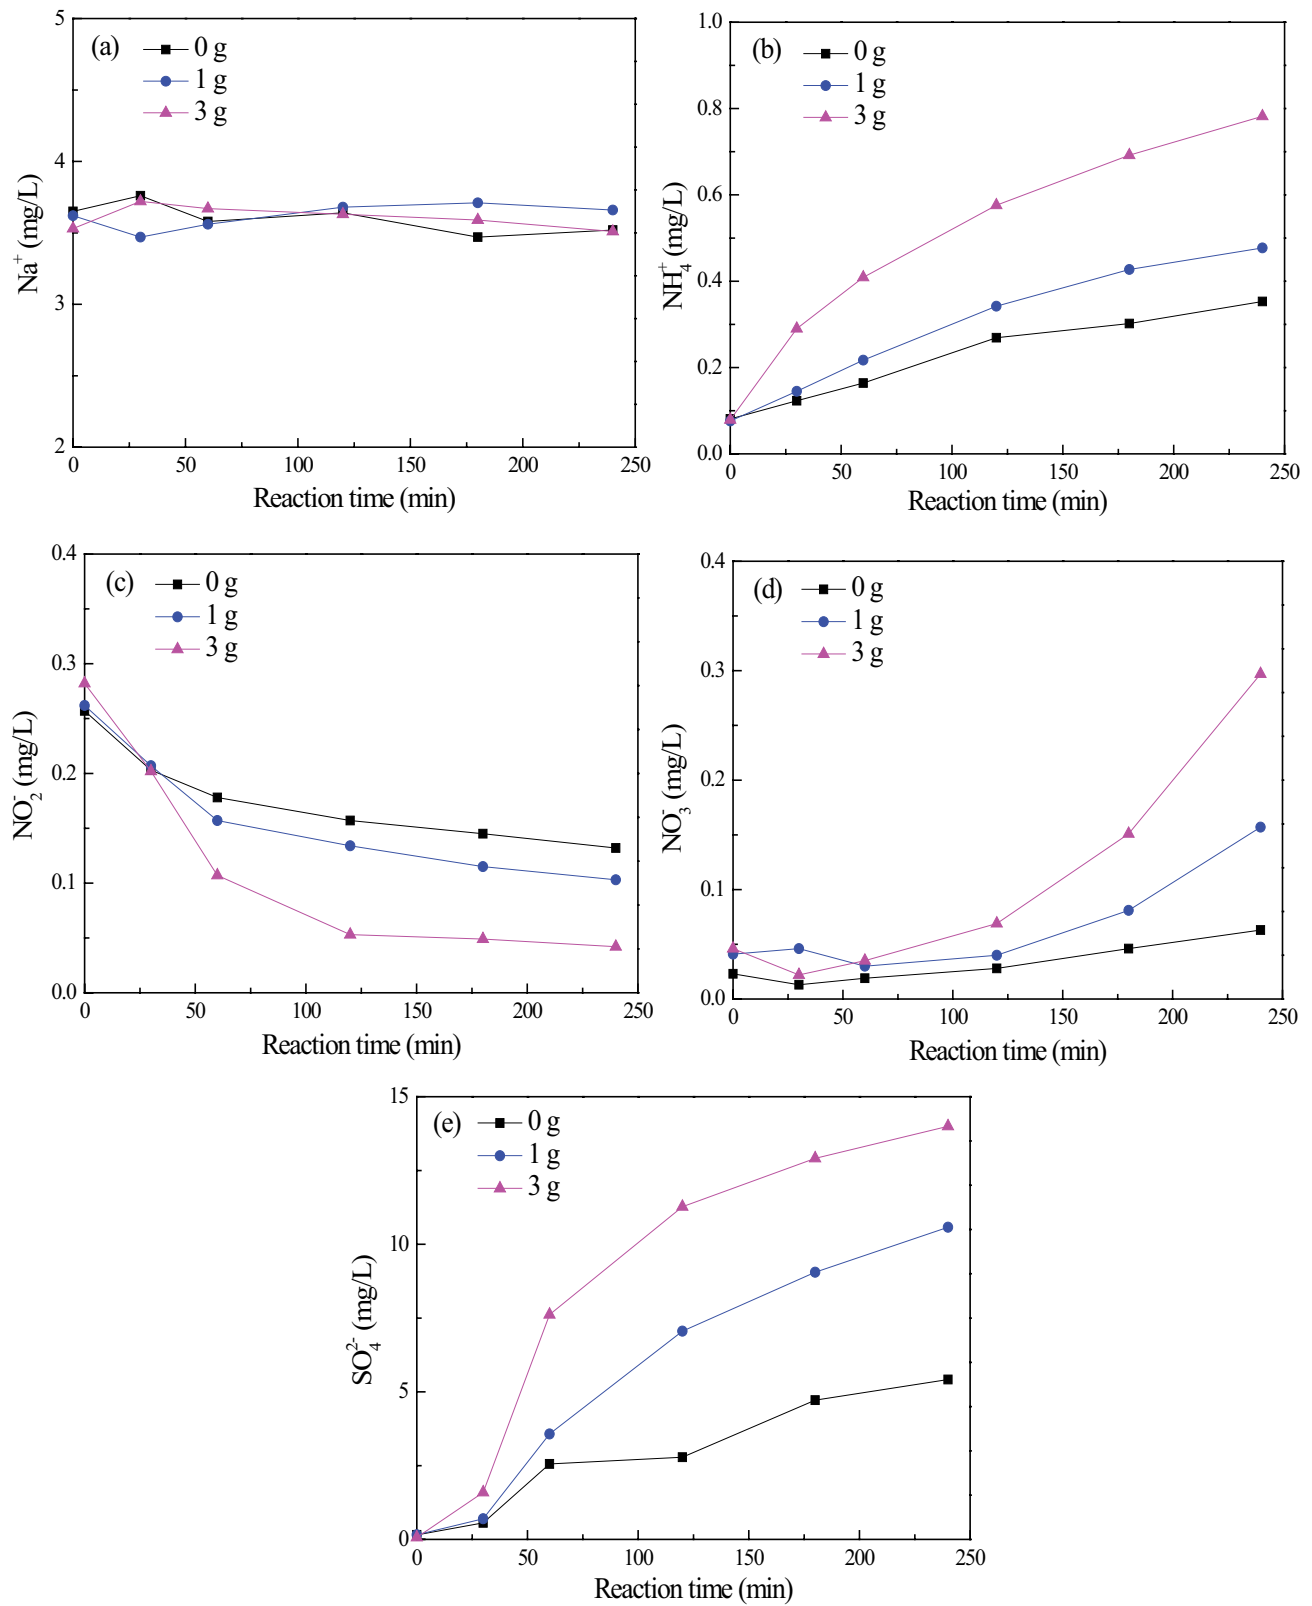 (a)
0 g
1 g
3 g
5
4
3
2
Na⁺ (mg/L)
0 50 100 150 200 250
Reaction time (min)
(b)
0 g
1 g
3 g
1.0
0.8
0.6
0.4
0.2
0.0
NH₄⁺ (mg/L)
0 50 100 150 200 250
Reaction time (min)
(c)
0 g
1 g
3 g
0.4
0.3
0.2
0.1
0.0
NO₂⁻ (mg/L)
0 50 100 150 200 250
Reaction time (min)
(d)
0 g
1 g
3 g
0.4
0.3
0.2
0.1
0.0
NO₃⁻ (mg/L)
0 50 100 150 200 250
Reaction time (min)
(e)
0 g
1 g
3 g
15
10
5
0
SO₄²⁻ (mg/L)
0 50 100 150 200 250
Reaction time (min)